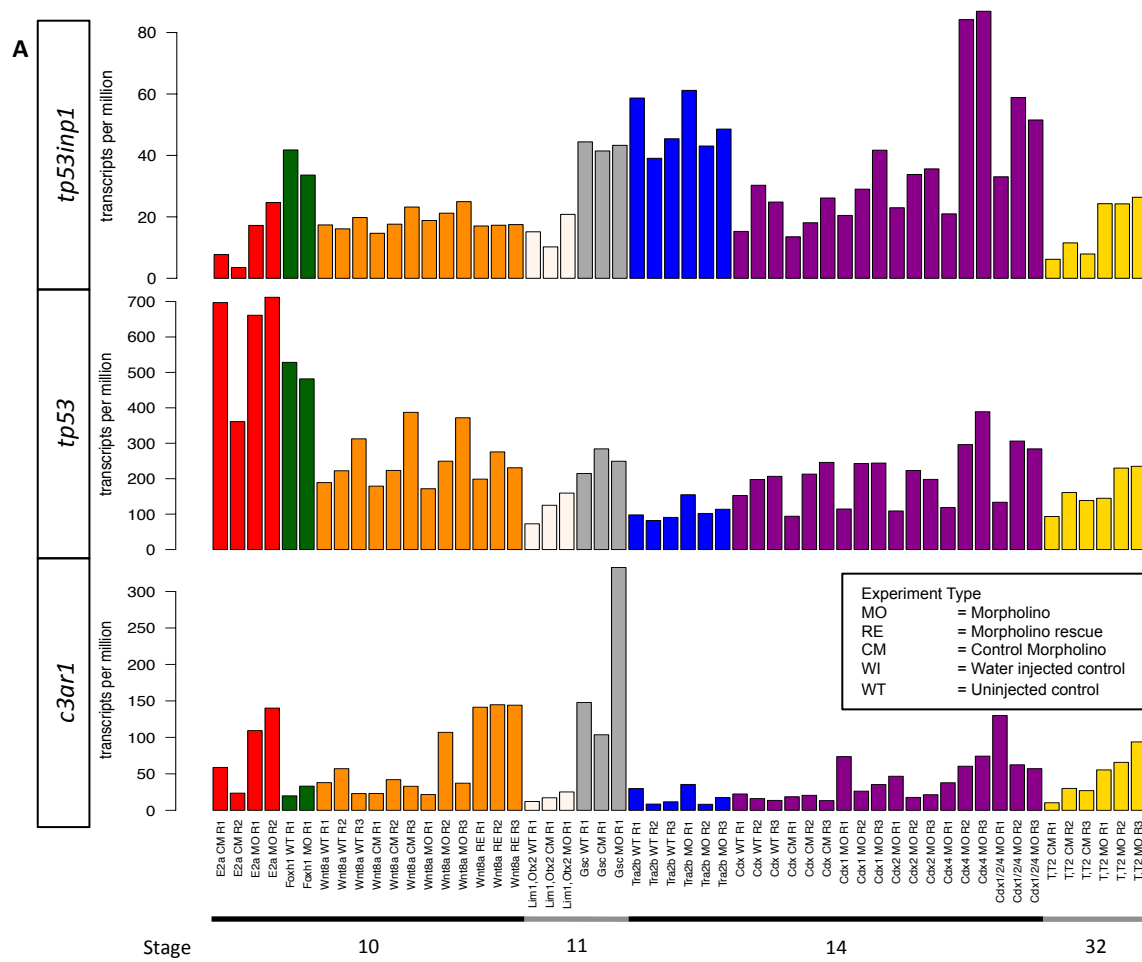 A
tp53inp1
transcripts per million
80
60
40
20
0
tp53
transcripts per million
700
600
500
400
300
200
100
0
c3ar1
transcripts per million
300
250
200
150
100
50
0
Experiment Type
MO = Morpholino
RE = Morpholino rescue
CM = Control Morpholino
WI = Water injected control
WT = Uninjected control
E2a CM R1
E2a CM R2
E2a MO R1
E2a MO R2
Foxh1 WT R1
Foxh1 MO R1
Wnt8a WT R1
Wnt8a WT R2
Wnt8a WT R3
Wnt8a CM R1
Wnt8a CM R2
Wnt8a CM R3
Wnt8a MO R1
Wnt8a MO R2
Wnt8a MO R3
Wnt8a RE R1
Wnt8a RE R2
Wnt8a RE R3
Lim1,Otx2 WT R1
Lim1,Otx2 CM R1
Lim1,Otx2 MO R1
Gsc WT R1
Gsc CM R1
Gsc MO R1
Tra2b WT R1
Tra2b WT R2
Tra2b WT R3
Tra2b MO R1
Tra2b MO R2
Tra2b MO R3
Cdx WT R1
Cdx WT R2
Cdx WT R3
Cdx CM R1
Cdx CM R2
Cdx CM R3
Cdx1 MO R1
Cdx1 MO R2
Cdx1 MO R3
Cdx2 MO R1
Cdx2 MO R2
Cdx2 MO R3
Cdx4 MO R1
Cdx4 MO R2
Cdx4 MO R3
Cdx1/2/4 MO R1
Cdx1/2/4 MO R2
Cdx1/2/4 MO R3
T,T2 CM R1
T,T2 CM R2
T,T2 CM R3
T,T2 MO R1
T,T2 MO R2
T,T2 MO R3
Stage 10 11 14 32